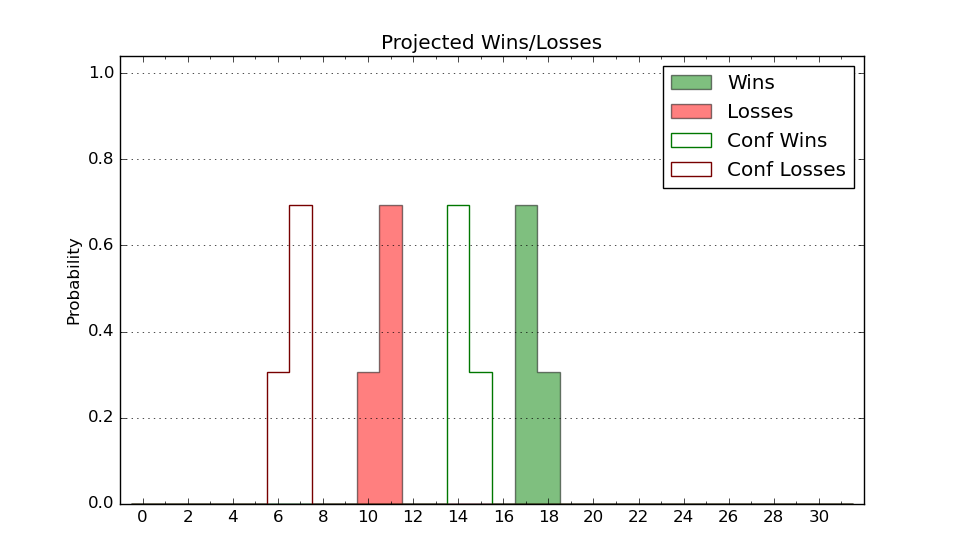 Projected Wins/Losses
Wins
Losses
Conf Wins
Conf Losses
Probability
1.0
0.8
0.6
0.4
0.2
0.0
0 2 4 6 8 10 12 14 16 18 20 22 24 26 28 30